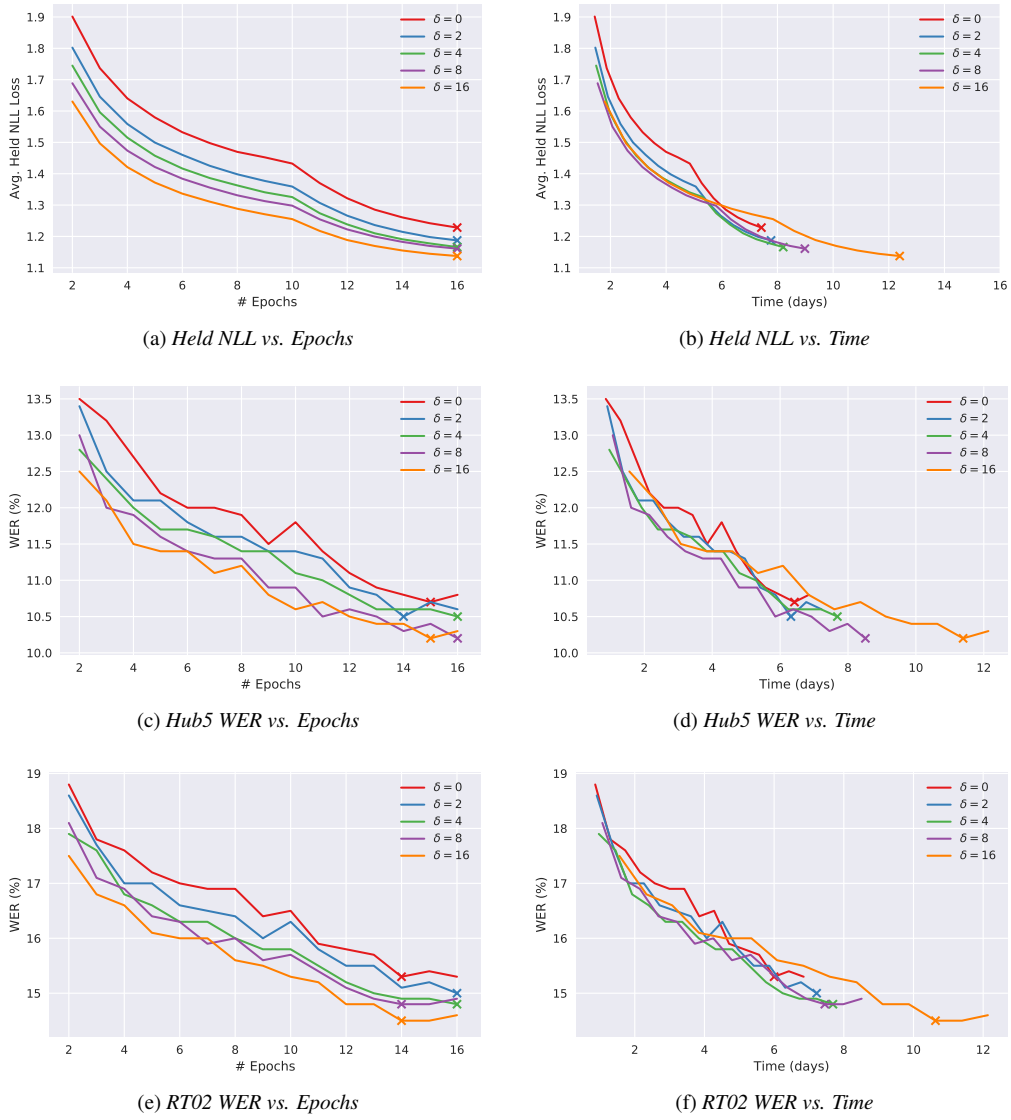 1.9
1.8
1.7
1.6
1.5
1.4
1.3
1.2
1.1
Avg. Held NLL Loss
δ = 0
δ = 2
δ = 4
δ = 8
δ = 16
2 4 6 8 10 12 14 16
# Epochs
(a) Held NLL vs. Epochs
1.9
1.8
1.7
1.6
1.5
1.4
1.3
1.2
1.1
Avg. Held NLL Loss
δ = 0
δ = 2
δ = 4
δ = 8
δ = 16
2 4 6 8 10 12 14 16
Time (days)
(b) Held NLL vs. Time
13.5
13.0
12.5
12.0
11.5
11.0
10.5
10.0
WER (%)
δ = 0
δ = 2
δ = 4
δ = 8
δ = 16
2 4 6 8 10 12 14 16
# Epochs
(c) Hub5 WER vs. Epochs
13.5
13.0
12.5
12.0
11.5
11.0
10.5
10.0
WER (%)
δ = 0
δ = 2
δ = 4
δ = 8
δ = 16
2 4 6 8 10 12
Time (days)
(d) Hub5 WER vs. Time
19
18
17
16
15
WER (%)
δ = 0
δ = 2
δ = 4
δ = 8
δ = 16
2 4 6 8 10 12 14 16
# Epochs
(e) RT02 WER vs. Epochs
19
18
17
16
15
WER (%)
δ = 0
δ = 2
δ = 4
δ = 8
δ = 16
2 4 6 8 10 12
Time (days)
(f) RT02 WER vs. Time